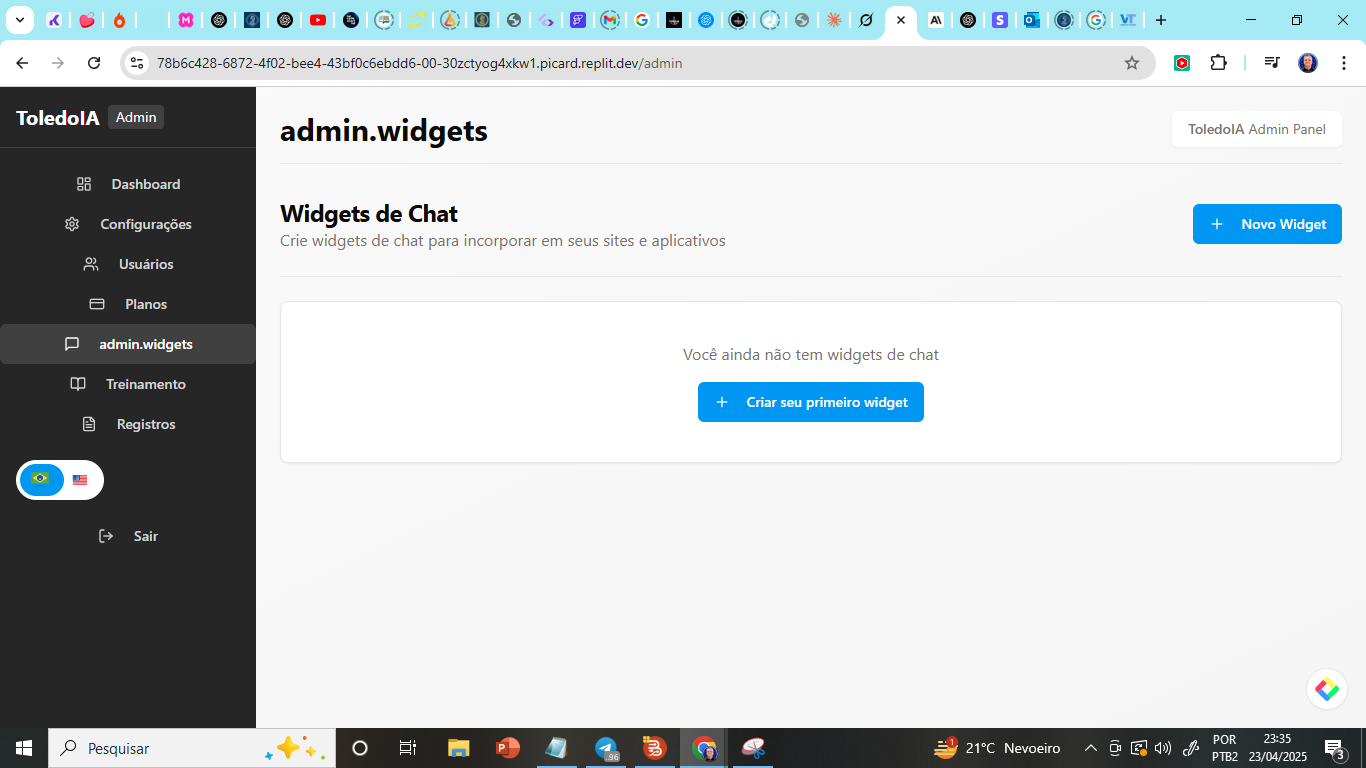 78b6c428-6872-4f02-bee4-43bf0c6ebdd6-00-30zctyog4xkw1.picard.replit.dev/admin
ToledoIA Admin
Dashboard
Configurações
Usuários
Planos
admin.widgets
Treinamento
Registros
Sair
admin.widgets
ToledoIA Admin Panel
Widgets de Chat
Crie widgets de chat para incorporar em seus sites e aplicativos
Novo Widget
Você ainda não tem widgets de chat
Criar seu primeiro widget
Pesquisar
96
1
21°C Nevoeiro
POR
PTB2
23:35
23/04/2025
3